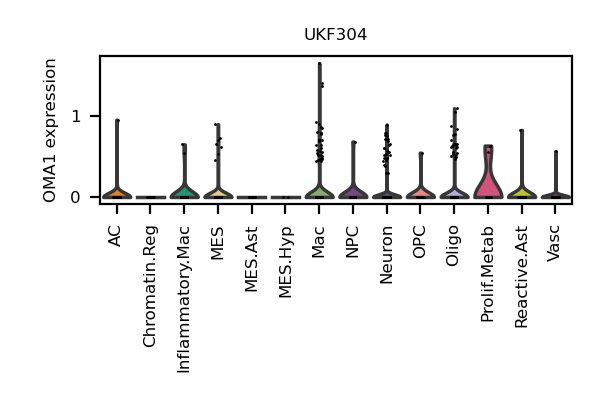 UKF304
OMA1 expression
1
0
AC
Chromatin.Reg
Inflammatory.Mac
MES
MES.Ast
MES.Hyp
Mac
NPC
Neuron
OPC
Oligo
Prolif.Metab
Reactive.Ast
Vasc